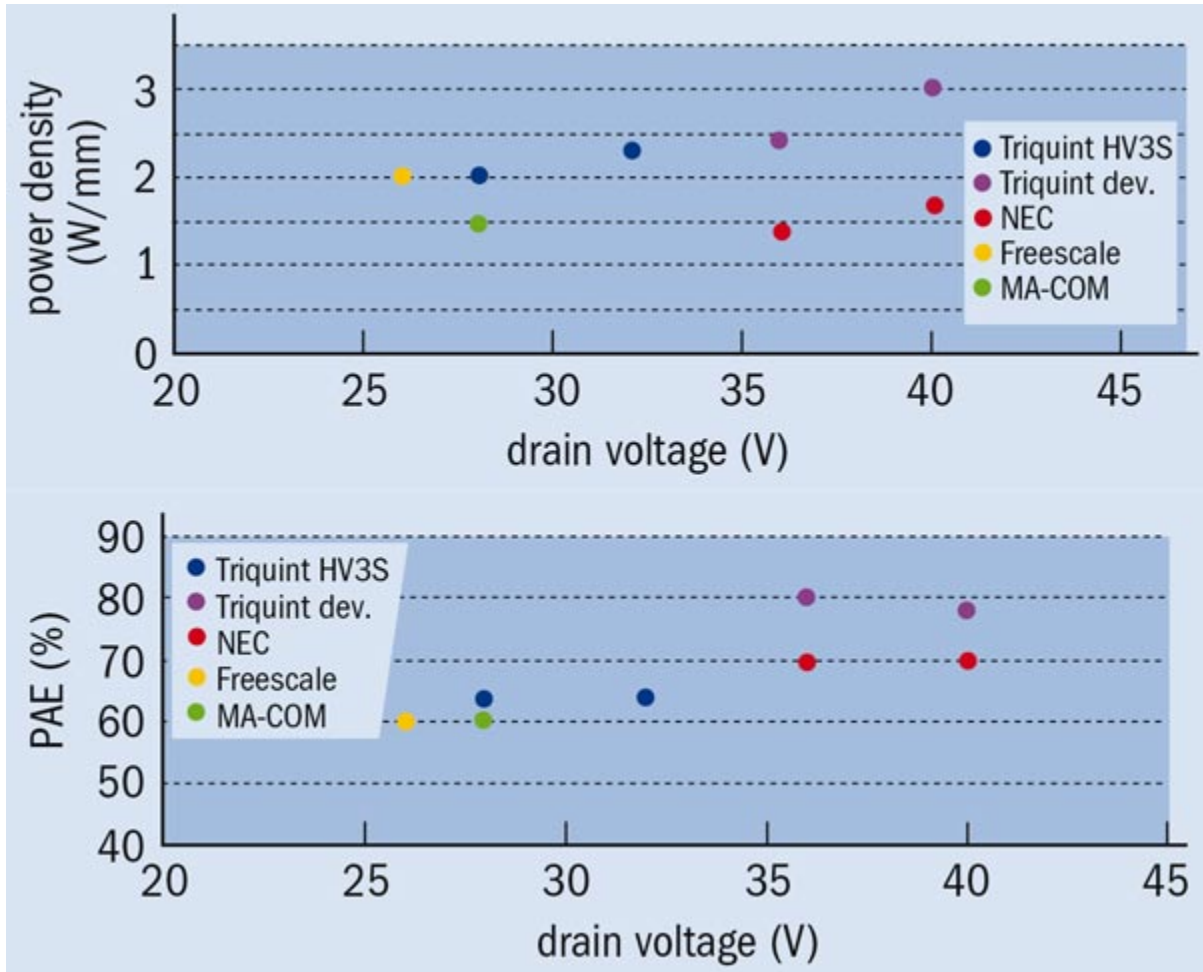 power density
(W/mm)
3
2
1
0
20 25 30 35 40 45
drain voltage (V)
Triquint HV3S
Triquint dev.
NEC
Freescale
MA-COM
PAE (%)
90
80
70
60
50
40
20 25 30 35 40 45
drain voltage (V)
Triquint HV3S
Triquint dev.
NEC
Freescale
MA-COM